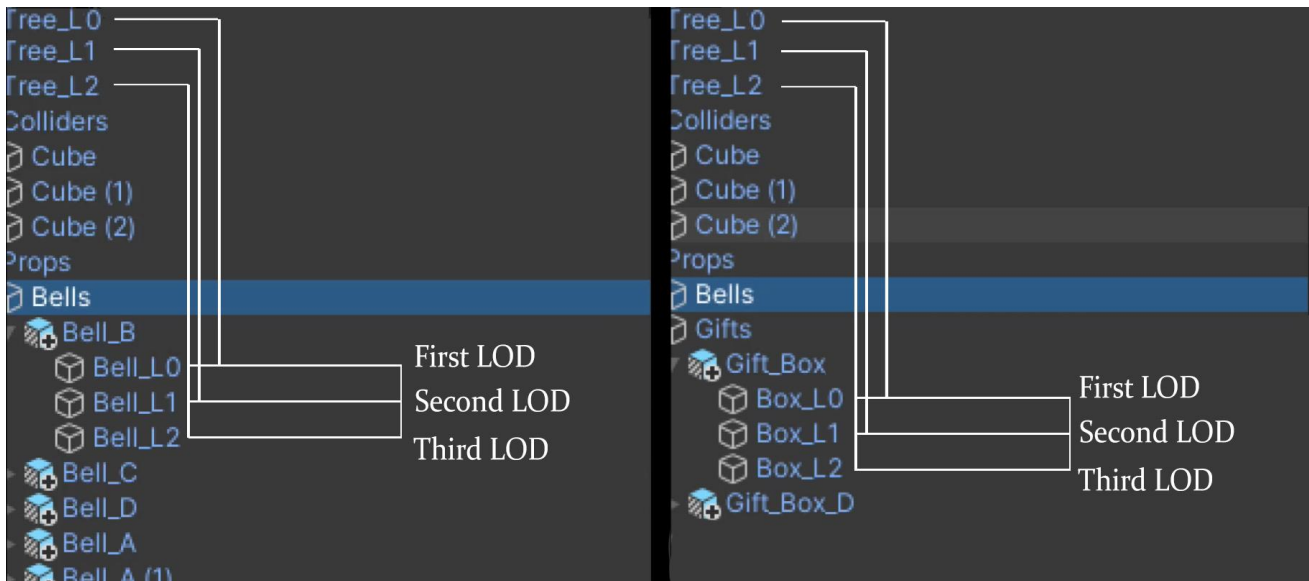 Tree_L0
Tree_L1
Tree_L2
Colliders
Cube
Cube (1)
Cube (2)
Props
Bells
Bell_B
Bell_L0 First LOD
Bell_L1 Second LOD
Bell_L2 Third LOD
Bell_C
Bell_D
Bell_A
Bell_A (1)
Tree_L0
Tree_L1
Tree_L2
Colliders
Cube
Cube (1)
Cube (2)
Props
Bells
Gifts
Gift_Box
Box_L0 First LOD
Box_L1 Second LOD
Box_L2 Third LOD
Gift_Box_D